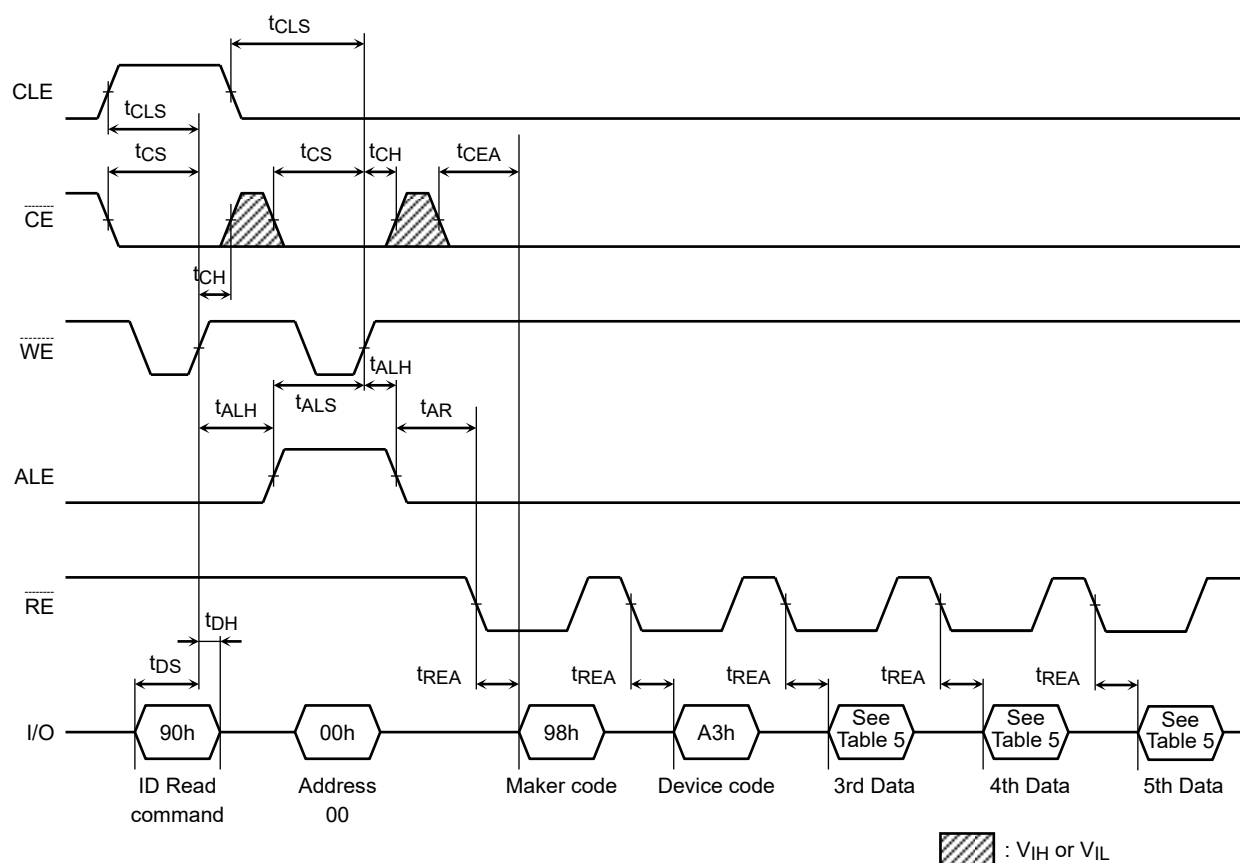 tCLS
CLE
tCLS
tCS
tCS
tCH
tCEA
CE
tCH
WE
tALH
tALH
tALS
tAR
ALE
RE
tDH
tDS
tREA
tREA
tREA
tREA
tREA
I/O
90h
00h
98h
A3h
See
Table 5
See
Table 5
See
Table 5
ID Read
command
Address
00
Maker code
Device code
3rd Data
4th Data
5th Data
: VIH or VIL